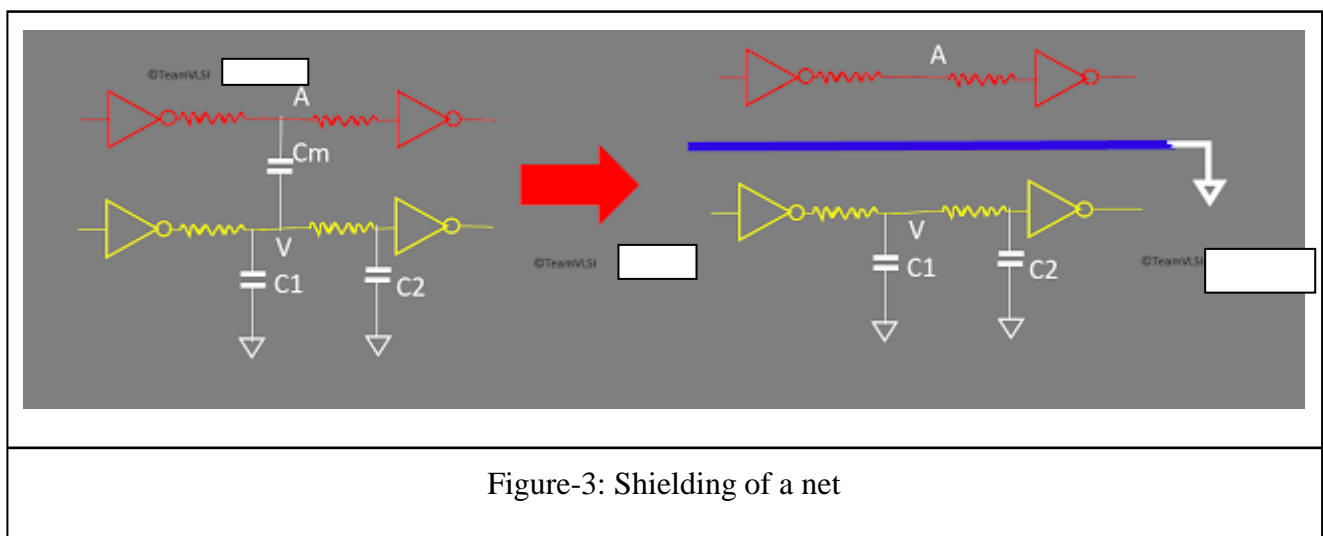 ©TeamVLSI
A
Cm
V
C1
C2
©TeamVLSI
A
V
C1
C2
©TeamVLSI
Figure-3: Shielding of a net